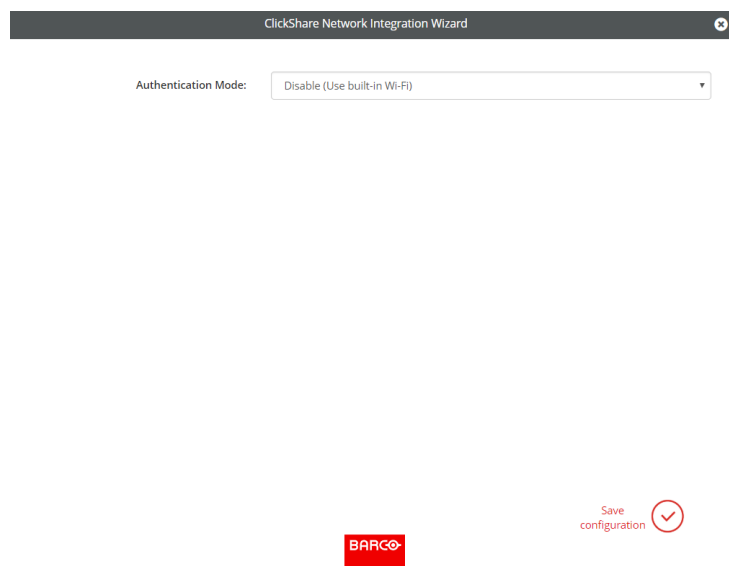 ClickShare Network Integration Wizard
Authentication Mode:
Disable (Use built-in Wi-Fi)
Save
configuration
BARCO